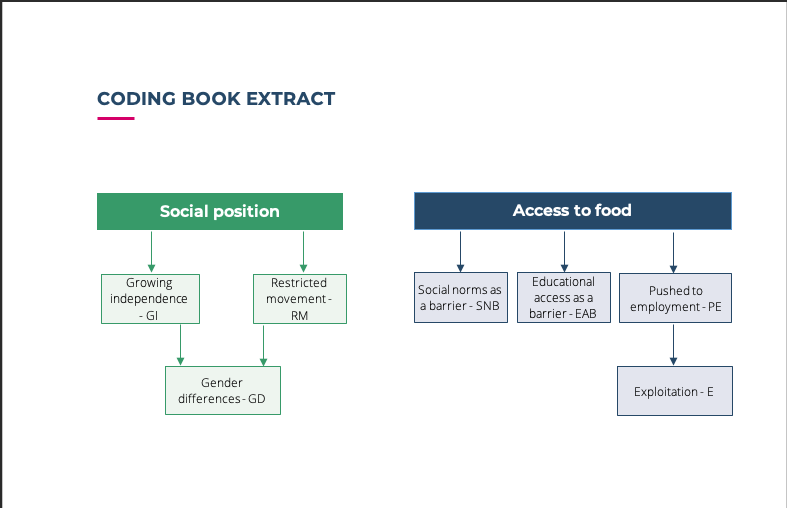 CODING BOOK EXTRACT
Social position
Access to food
Growing
independence
- GI
Restricted
movement -
RM
Social norms as
a barrier - SNB
Educational
access as a
barrier - EAB
Pushed to
employment - PE
Gender
differences - GD
Exploitation - E